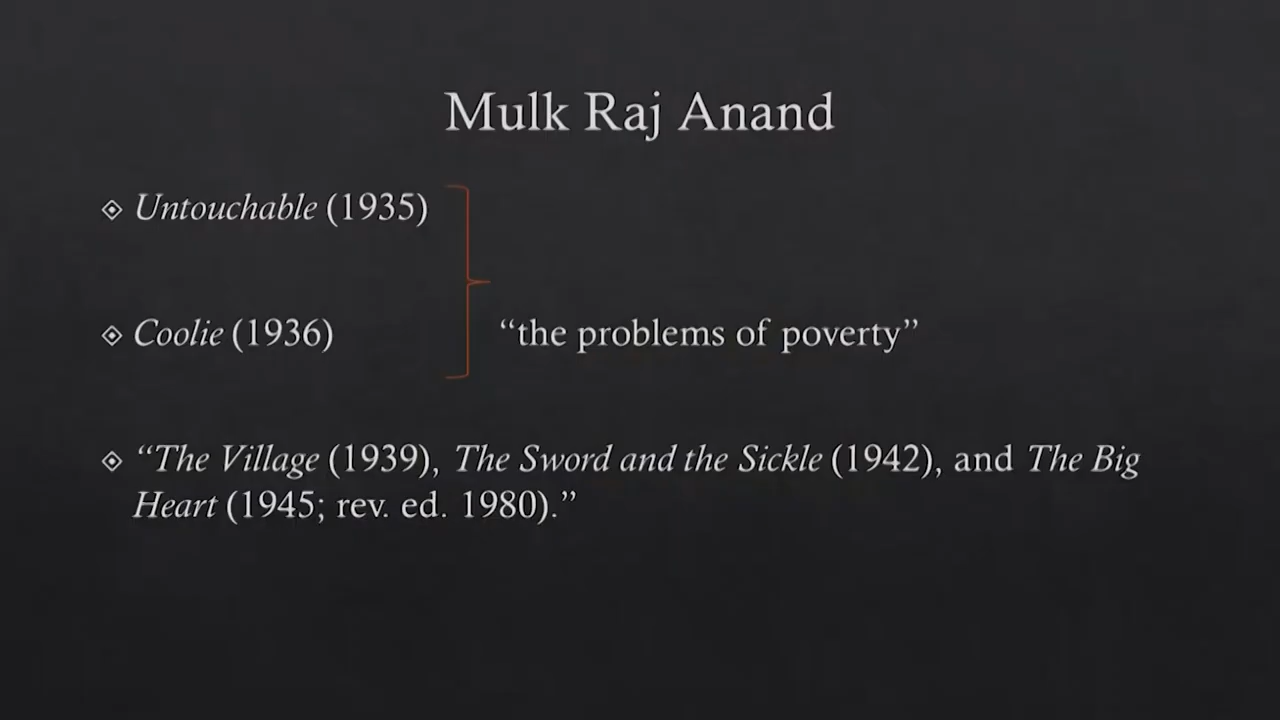 Mulk Raj Anand
Untouchable (1935)
Coolie (1936)
“the problems of poverty”
“The Village (1939), The Sword and the Sickle (1942), and The Big
Heart (1945; rev. ed. 1980).”